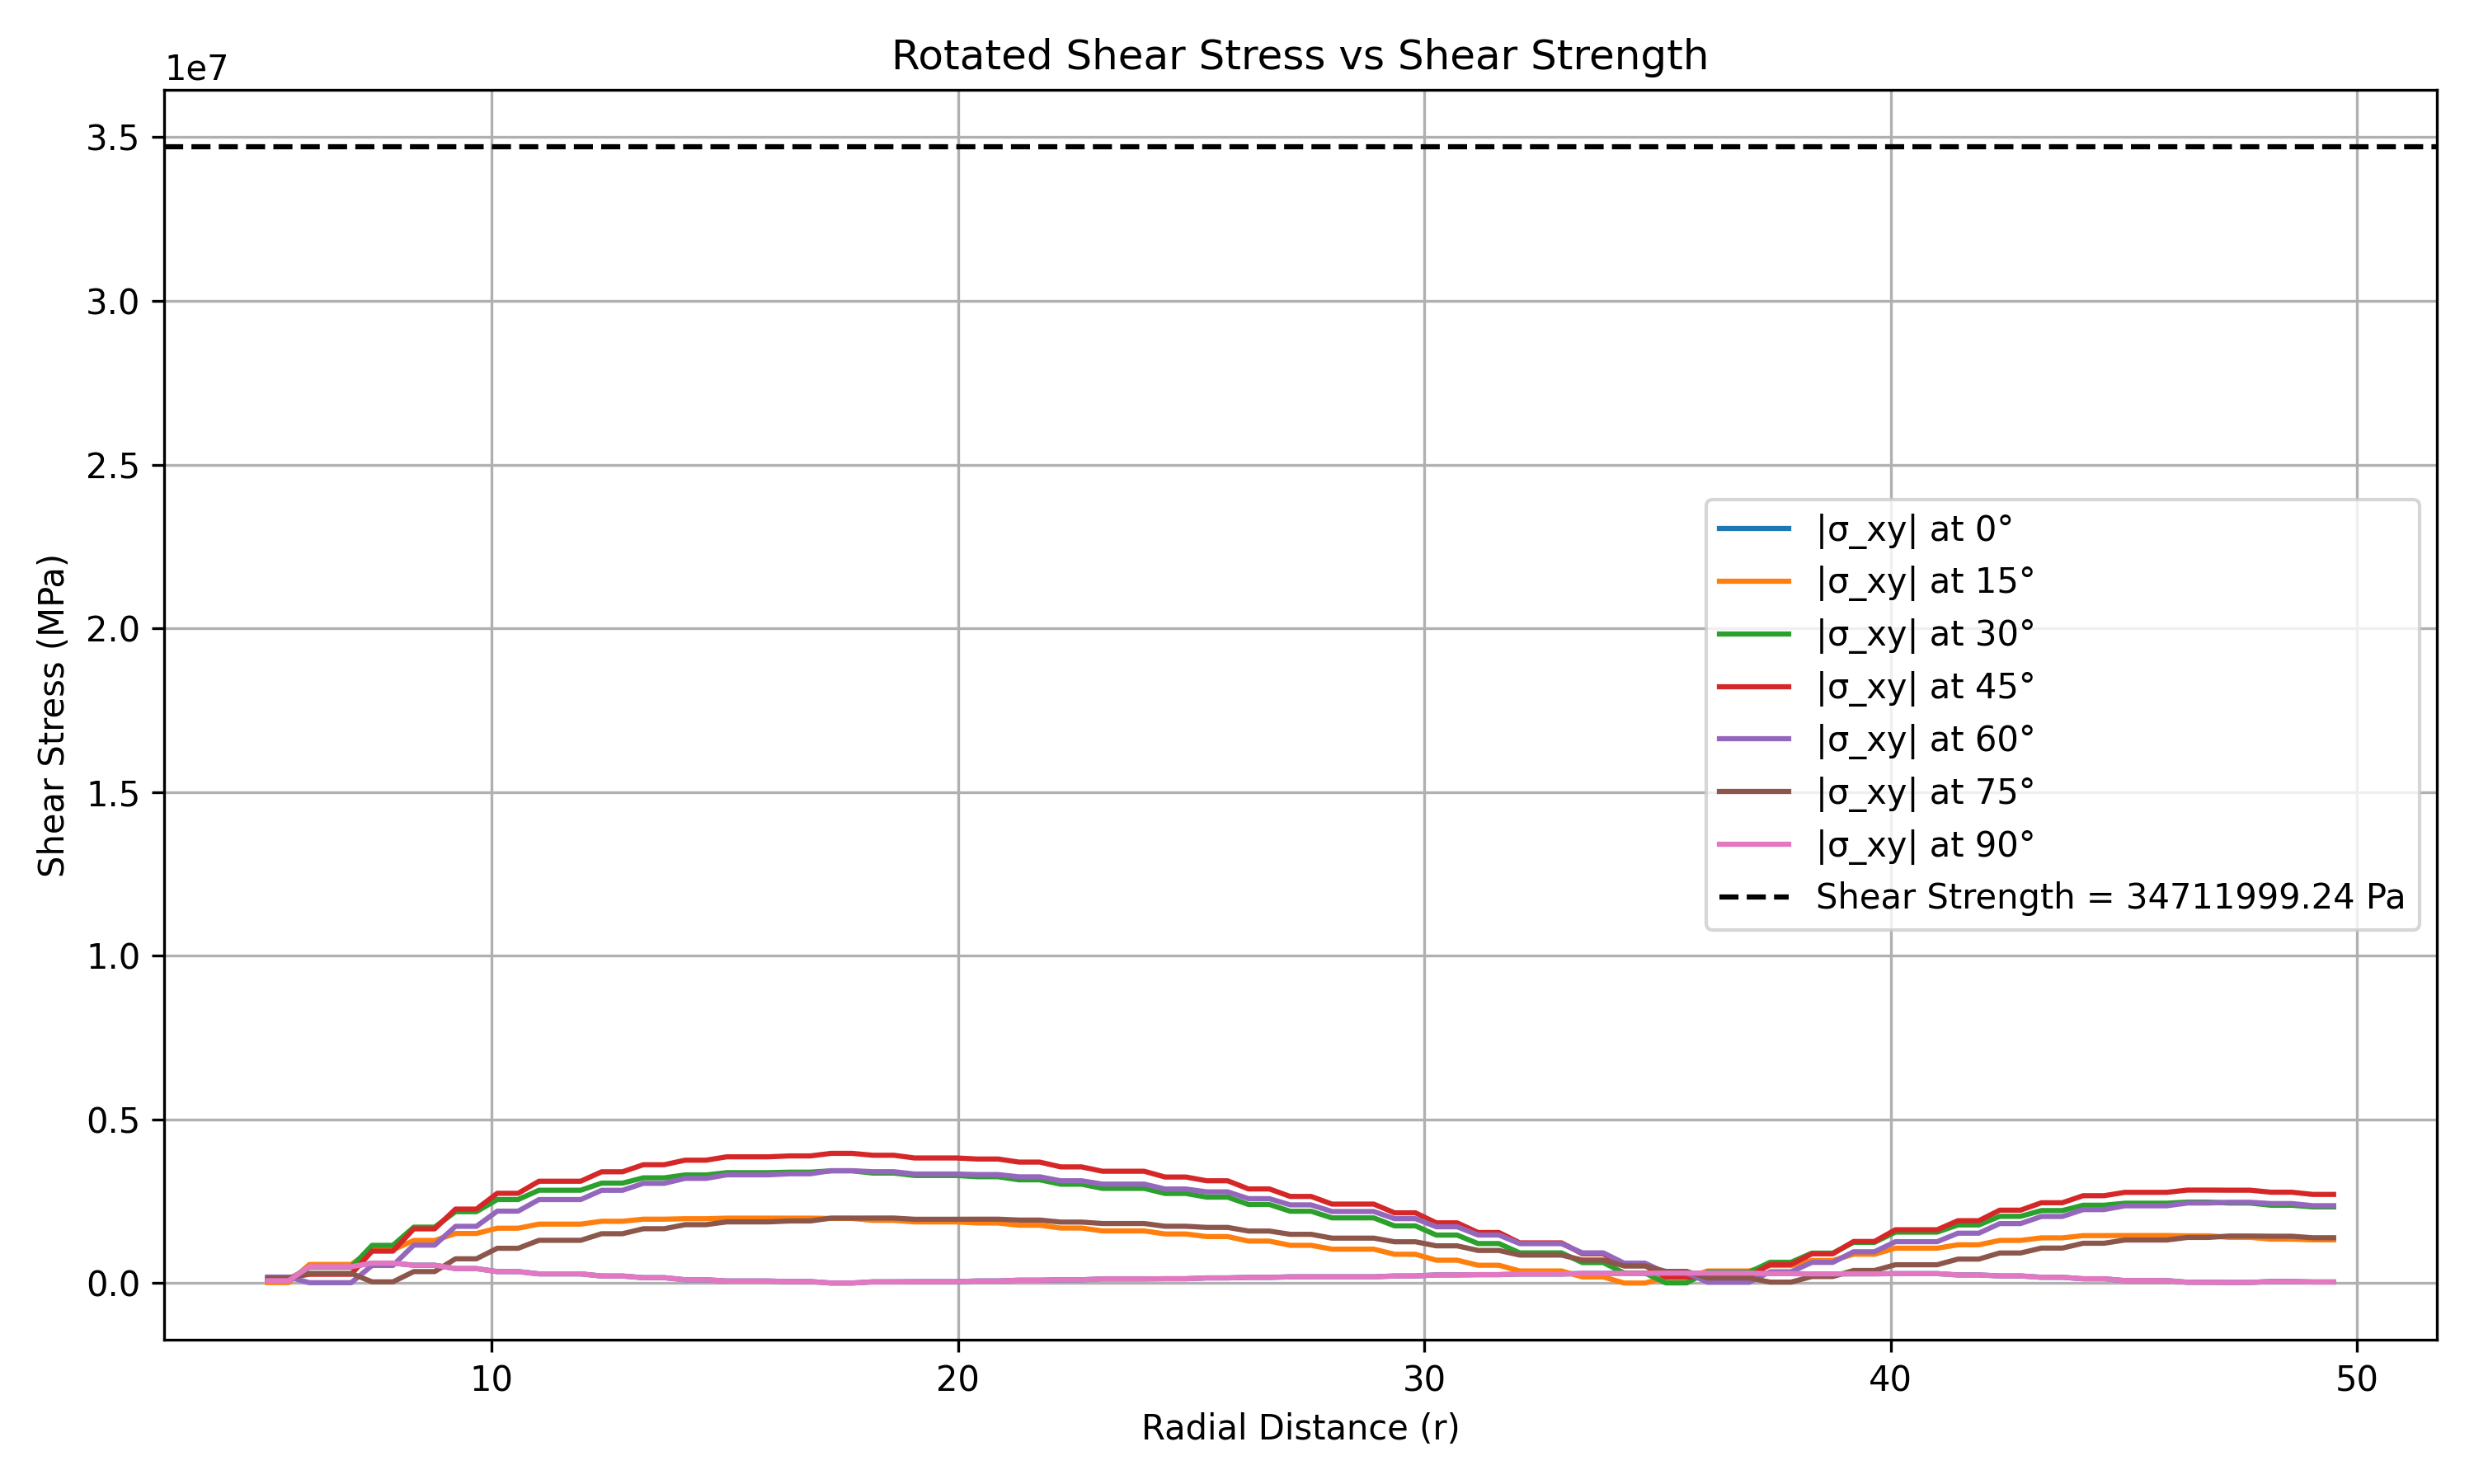 Rotated Shear Stress vs Shear Strength
1e7
3.5
3.0
2.5
2.0
1.5
1.0
0.5
0.0
Shear Stress (MPa)
|σ_xy| at 0°
|σ_xy| at 15°
|σ_xy| at 30°
|σ_xy| at 45°
|σ_xy| at 60°
|σ_xy| at 75°
|σ_xy| at 90°
Shear Strength = 34711999.24 Pa
10 20 30 40 50
Radial Distance (r)